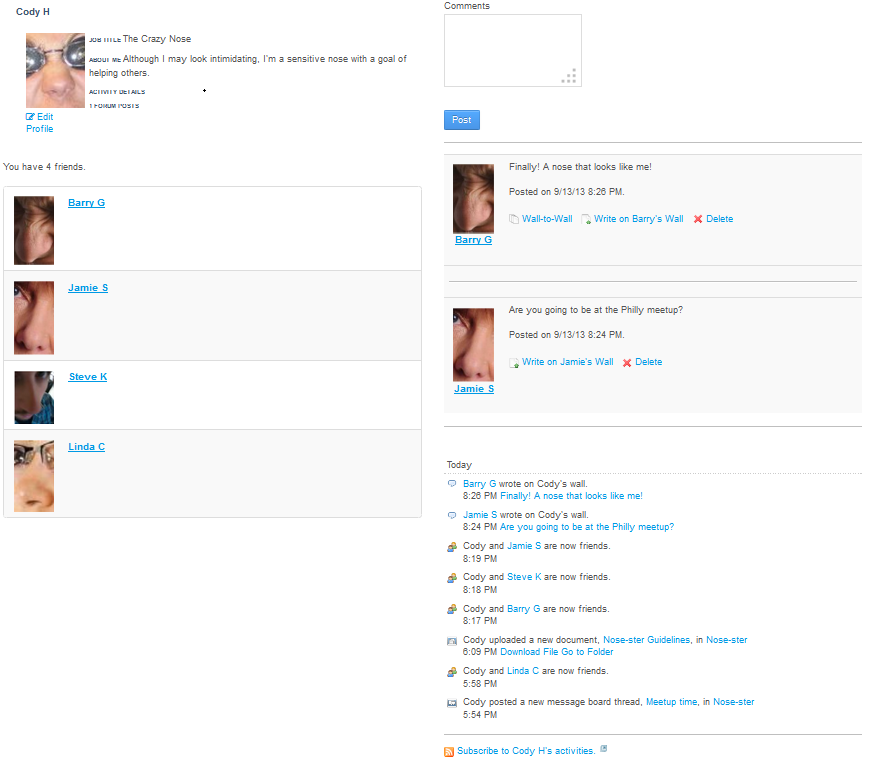 Cody H
JOB TITLE The Crazy Nose
ABOUT ME Although I may look intimidating, I'm a sensitive nose with a goal of
helping others.
ACTIVITY DETAILS
1 FORUM POSTS
Edit
Profile
You have 4 friends.
Barry G
Jamie S
Steve K
Linda C
Comments
Post
Finally! A nose that looks like me!
Posted on 9/13/13 8:26 PM.
Wall-to-Wall Write on Barry's Wall Delete
Barry G
Are you going to be at the Philly meetup?
Posted on 9/13/13 8:24 PM.
Write on Jamie's Wall Delete
Jamie S
Today
Barry G wrote on Cody's wall.
8:26 PM Finally! A nose that looks like me!
Jamie S wrote on Cody's wall.
8:24 PM Are you going to be at the Philly meetup?
Cody and Jamie S are now friends.
8:19 PM
Cody and Steve K are now friends.
8:18 PM
Cody and Barry G are now friends.
8:17 PM
Cody uploaded a new document, Nose-ster Guidelines, in Nose-ster
6:09 PM Download File Go to Folder
Cody and Linda C are now friends.
5:58 PM
Cody posted a new message board thread, Meetup time, in Nose-ster
5:54 PM
Subscribe to Cody H's activities.